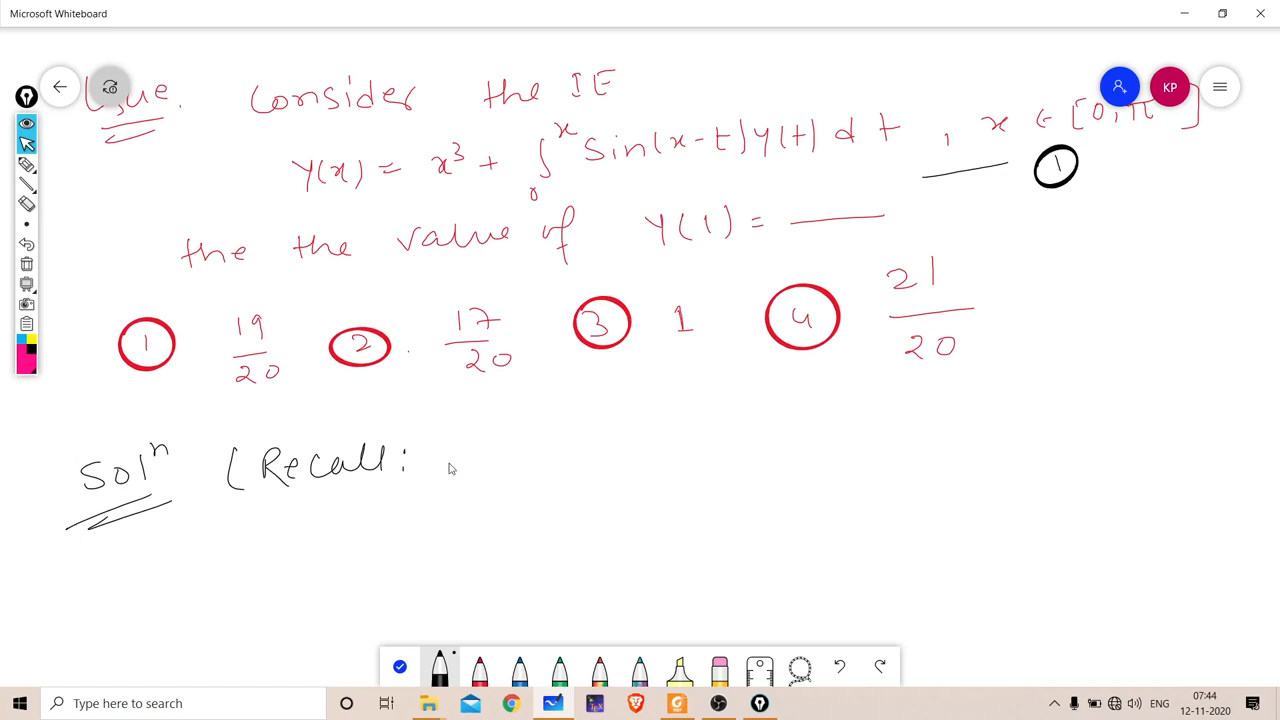 Microsoft Whiteboard
Que. Consider the IE
Y(x) = x³ + ∫₀ˣ sin(x-t)Y(t) dt , x ∈ [0, π] ①
KP
the the value of Y(1) = ___
① 19/20 ② 17/20 ③ 1 ④ 21/20
Solⁿ (Recall:
Type here to search
ENG
07:44
12-11-2020